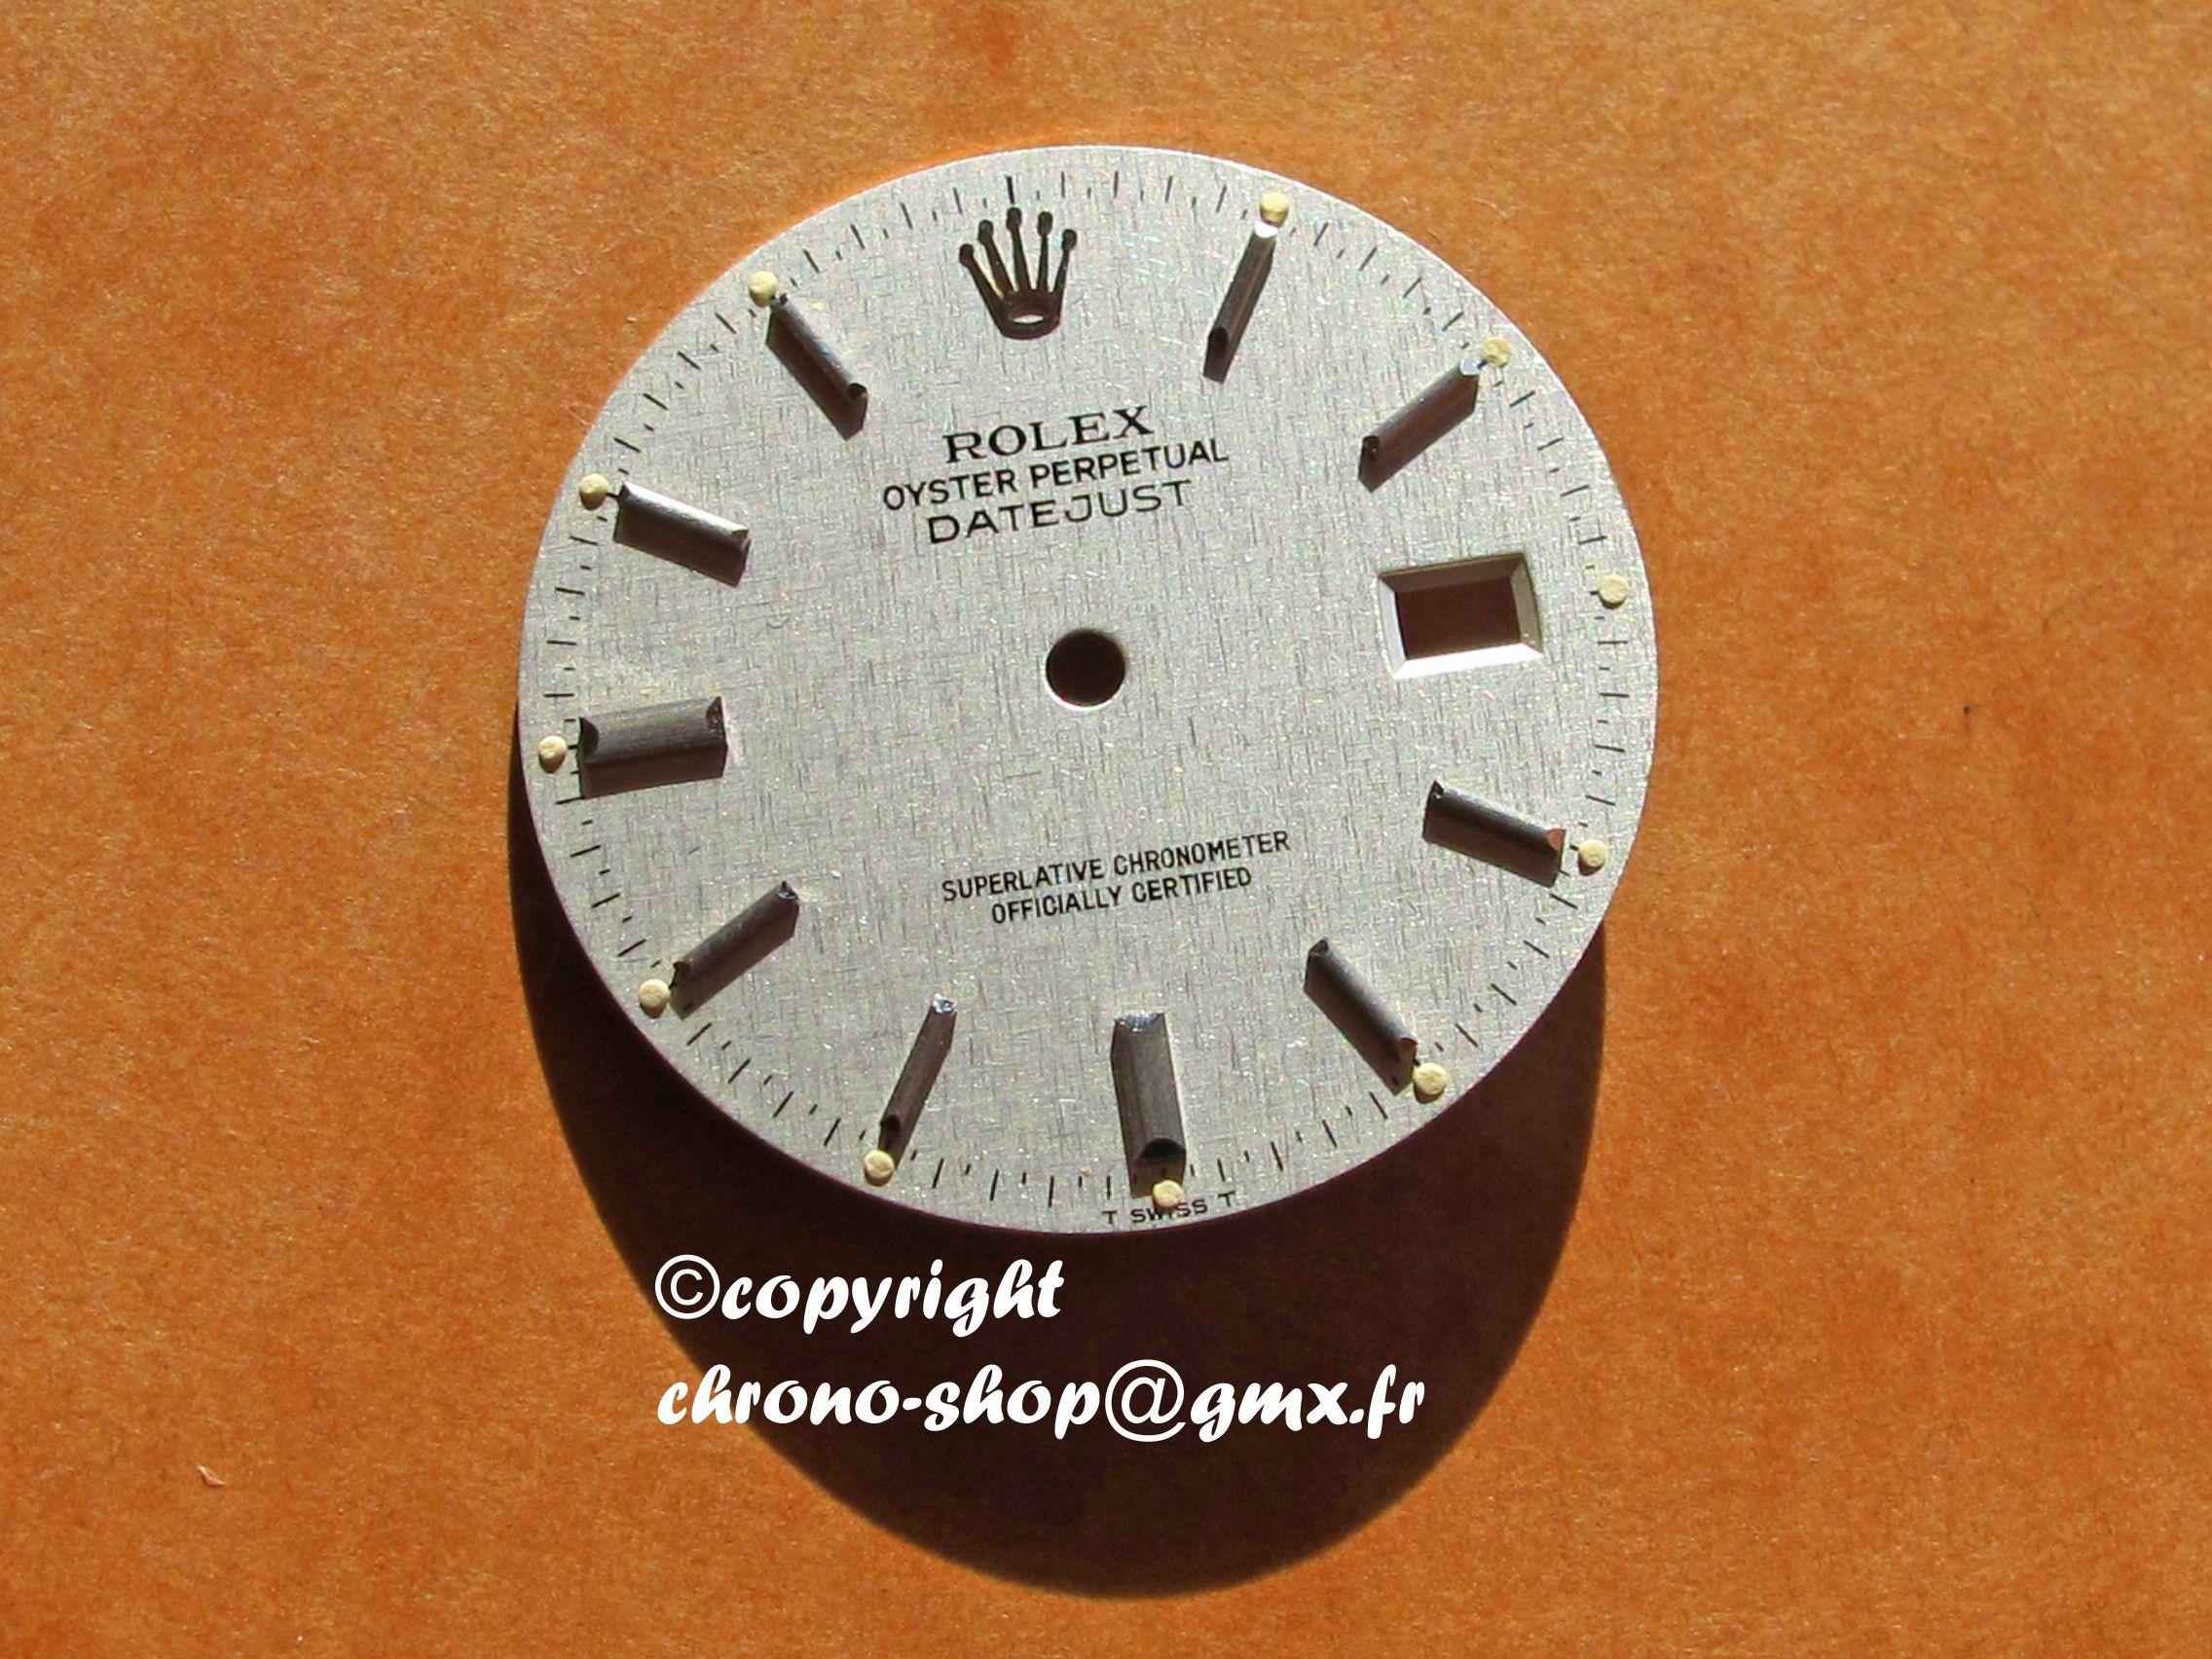 ROLEX
OYSTER PERPETUAL
DATEJUST
SUPERLATIVE CHRONOMETER
OFFICIALLY CERTIFIED
T SWISS T
©copyright
chrono-shop@gmx.fr